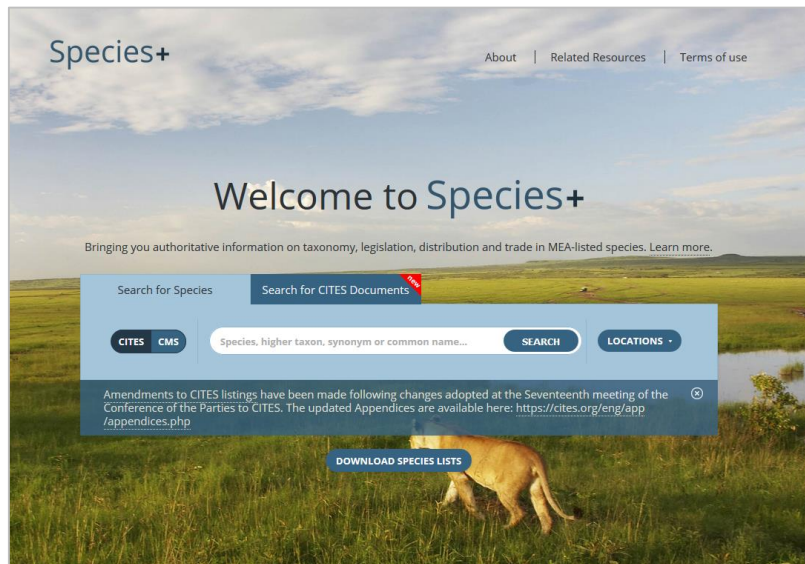 Species+
About | Related Resources | Terms of use
Welcome to Species+
Bringing you authoritative information on taxonomy, legislation, distribution and trade in MEA-listed species. Learn more.
Search for Species
Search for CITES Documents
new
CITES CMS
Species, higher taxon, synonym or common name...
SEARCH
LOCATIONS
Amendments to CITES listings have been made following changes adopted at the Seventeenth meeting of the
Conference of the Parties to CITES. The updated Appendices are available here: https://cites.org/eng/app
/appendices.php
DOWNLOAD SPECIES LISTS